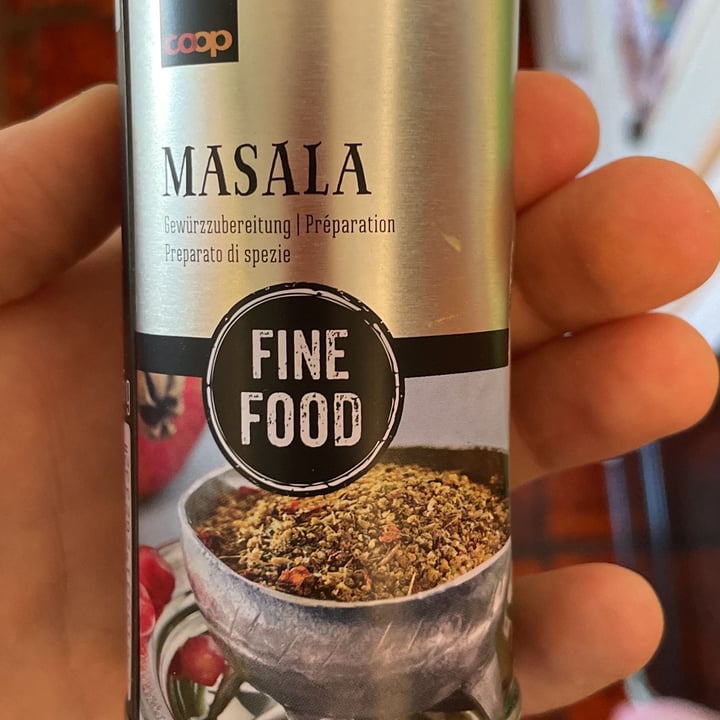 coop
MASALA
Gewürzzubereitung | Préparation
Preparato di spezie
FINE
FOOD